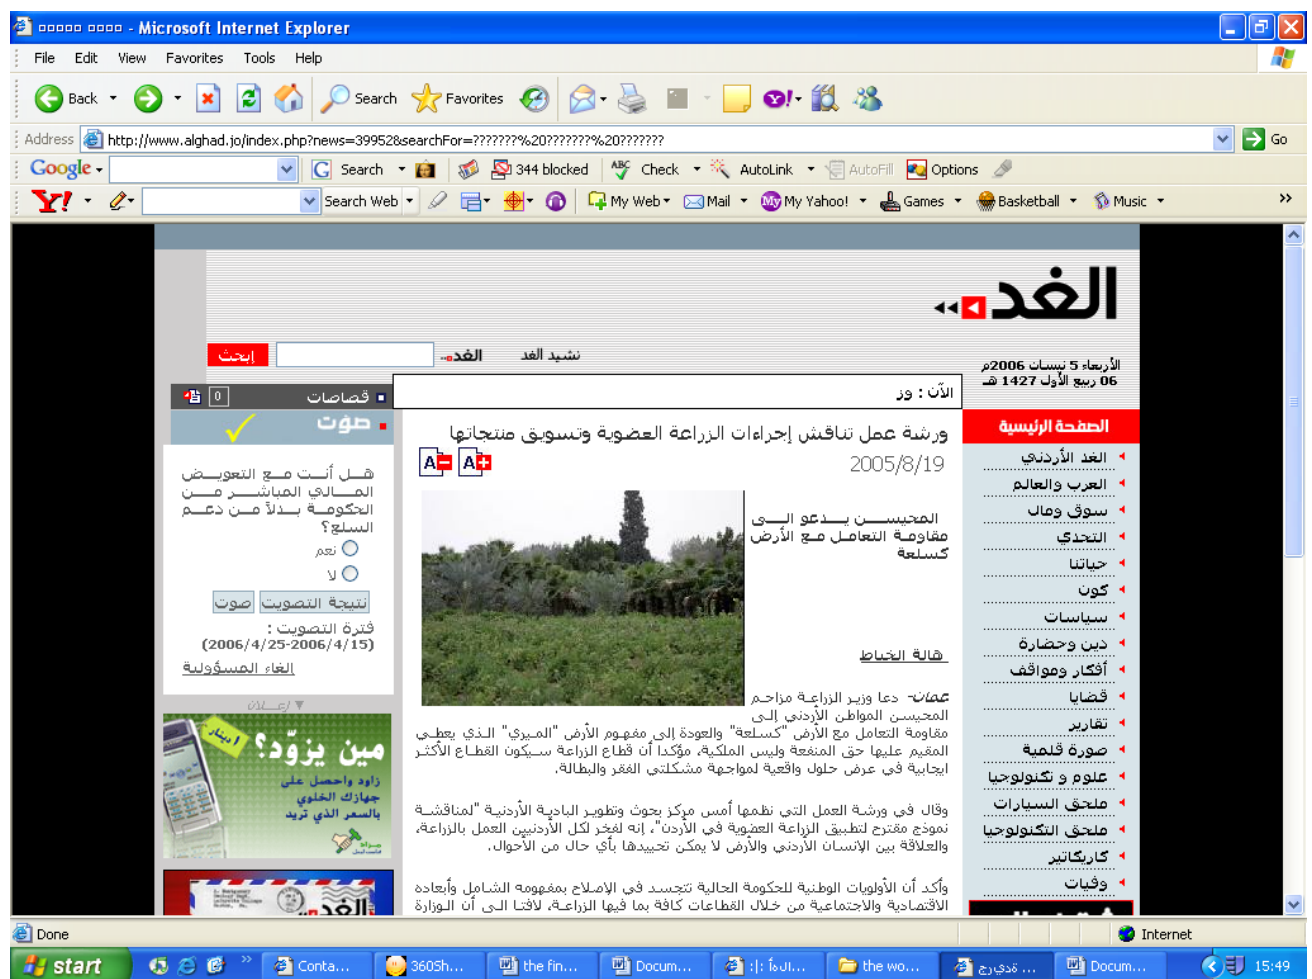 - Microsoft Internet Explorer
File Edit View Favorites Tools Help
Back Search Favorites
Address http://www.alghad.jo/index.php?news=39952&searchFor=???????%20???????%20???????
Go
Google Search 344 blocked Check AutoLink AutoFill Options
Y! Search Web My Web Mail My Yahoo! Games Basketball Music
الغد
إبحث
الغد
نشيد الغد
الأربعاء 5 نيسان 2006م
06 ربيع الأول 1427 هـ
الآن : وز
قصاصات 0
صوّت
هل أنت مع التعويض
المالي المباشر من
الحكومة بدلاً من دعم
السلع؟
نعم
لا
نتيجة التصويت
صوت
فترة التصويت :
(2006/4/25-2006/4/15)
إلغاء المسؤولية
▼ إعلان
مين يزوّد؟
1 دينار
زاود واحصل على
جهازك الخلوي
بالسعر الذي تريد
الغد
ورشة عمل تناقش إجراءات الزراعة العضوية وتسويق منتجاتها
2005/8/19
A- A+
المحيسن يدعو الى
مقاومة التعامل مع الأرض
كسلعة
هالة الخياط
عمان- دعا وزير الزراعة مزاحم
المحيسن المواطن الأردني إلى
مقاومة التعامل مع الأرض "كسلعة" والعودة إلى مفهوم الأرض "الميري" الذي يعطي
المقيم عليها حق المنفعة وليس الملكية، مؤكدا أن قطاع الزراعة سيكون القطاع الأكثر
ايجابية في عرض حلول واقعية لمواجهة مشكلتي الفقر والبطالة.
وقال في ورشة العمل التي نظمها أمس مركز بحوث وتطوير البادية الأردنية "لمناقشة
نموذج مقترح لتطبيق الزراعة العضوية في الأردن"، إنه لفخر لكل الأردنيين العمل بالزراعة،
والعلاقة بين الإنسان الأردني والأرض لا يمكن تحييدها بأي حال من الأحوال.
وأكد أن الأولويات الوطنية للحكومة الحالية تتجسد في الإصلاح بمفهومه الشامل وأبعاده
الاقتصادية والاجتماعية من خلال القطاعات كافة بما فيها الزراعة، لافتا الى أن الوزارة
الصفحة الرئيسية
الغد الأردني
العرب والعالم
سوق ومال
التحدي
حياتنا
كون
سياسات
دين وحضارة
أفكار ومواقف
قضايا
تقارير
صورة قلمية
علوم و تكنولوجيا
ملحق السيارات
ملحق التكنولوجيا
كاريكاتير
وفيات
Done
Internet
start
Conta...
360Sh...
the fin...
Docum...
the wo...
Docum...
15:49